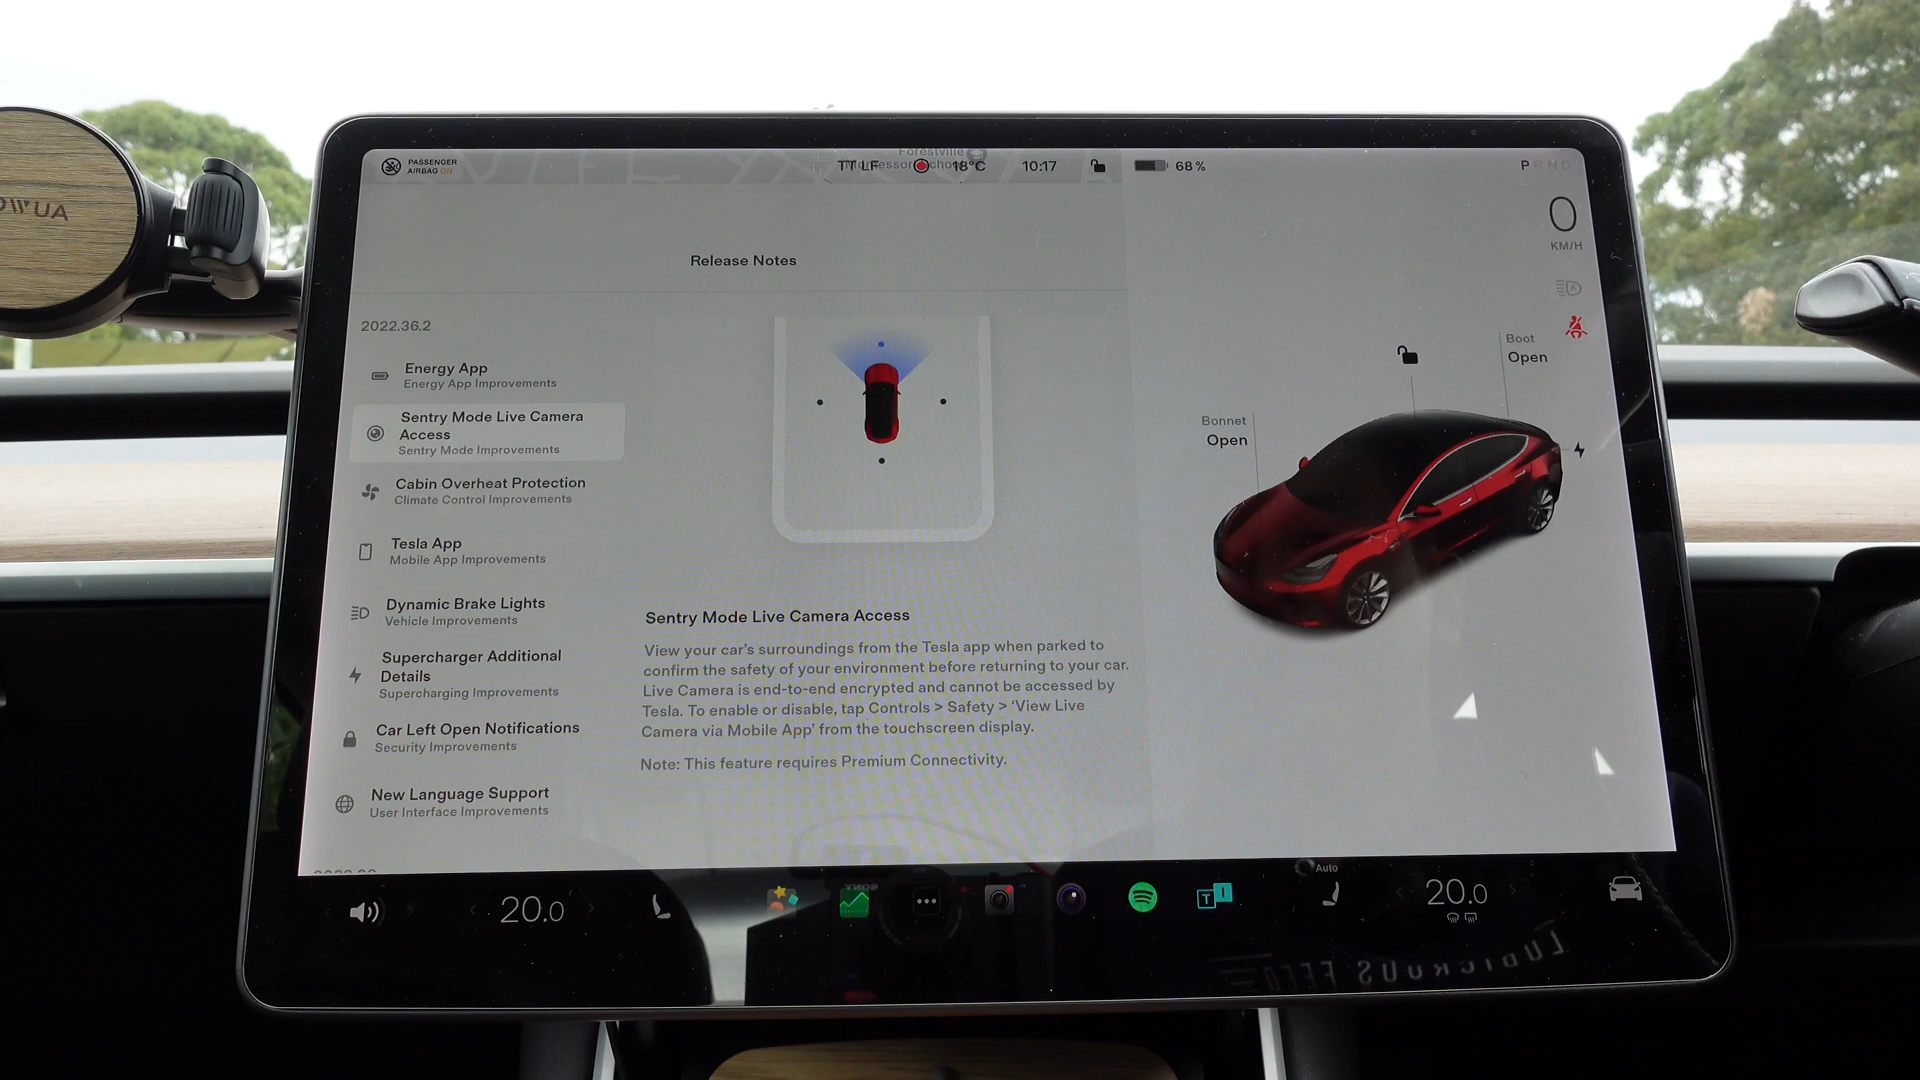 PASSENGER
AIRBAG ON
Forestville
TT LF
18°C
10:17
68 %
P R N D
0
KM/H
Release Notes
2022.36.2
Energy App
Energy App Improvements
Sentry Mode Live Camera
Access
Sentry Mode Improvements
Cabin Overheat Protection
Climate Control Improvements
Tesla App
Mobile App Improvements
Dynamic Brake Lights
Vehicle Improvements
Supercharger Additional
Details
Supercharging Improvements
Car Left Open Notifications
Security Improvements
New Language Support
User Interface Improvements
Sentry Mode Live Camera Access
View your car's surroundings from the Tesla app when parked to
confirm the safety of your environment before returning to your car.
Live Camera is end-to-end encrypted and cannot be accessed by
Tesla. To enable or disable, tap Controls > Safety > 'View Live
Camera via Mobile App' from the touchscreen display.
Note: This feature requires Premium Connectivity.
Bonnet
Open
Boot
Open
20.0
SONY
T I
Auto
20.0
LUDICROUS FEED